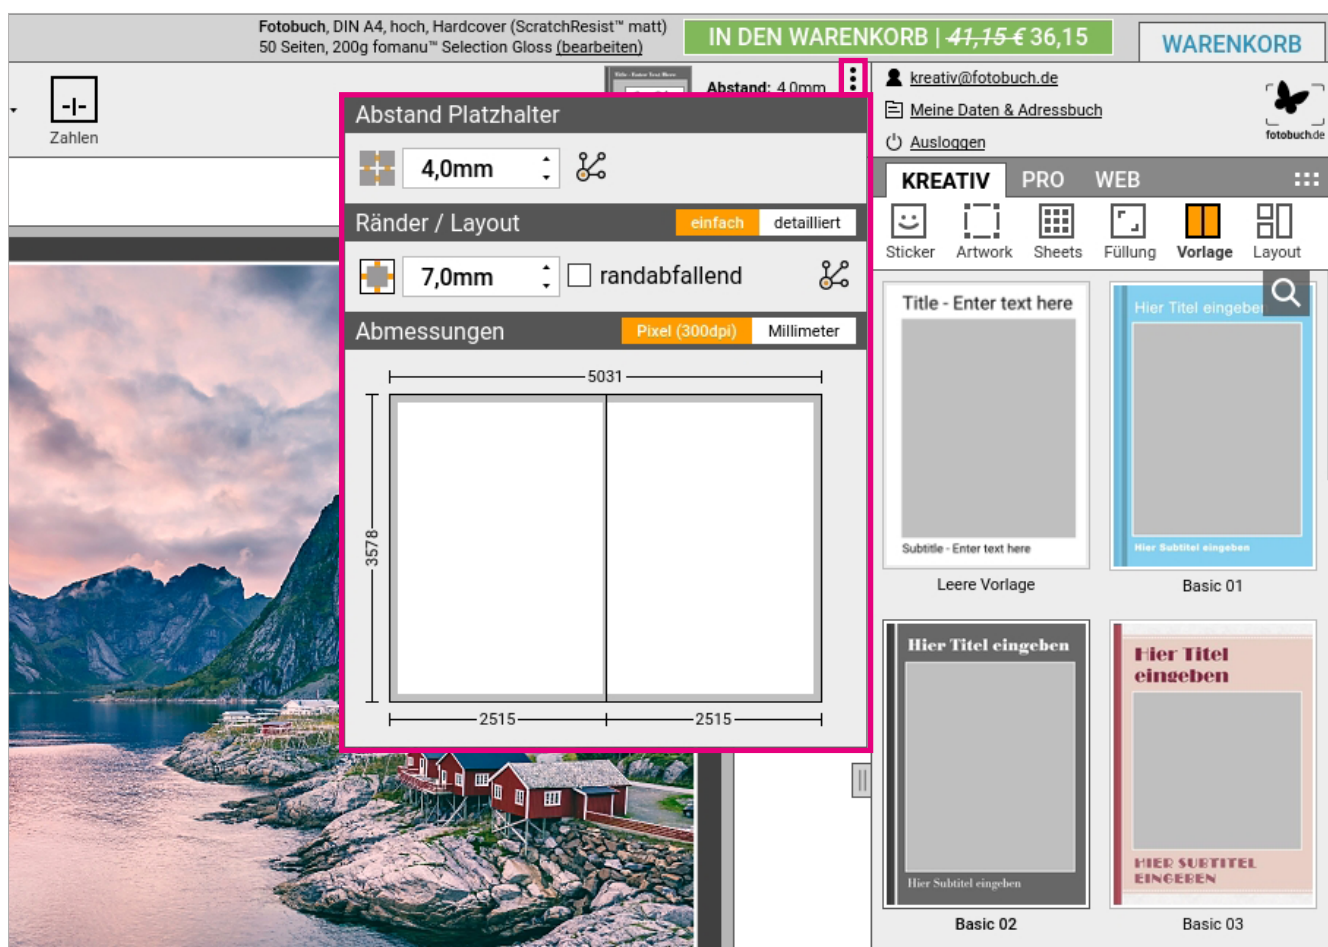 Fotobuch, DIN A4, hoch, Hardcover (ScratchResist™ matt)
50 Seiten, 200g fomanu™ Selection Gloss (bearbeiten)
IN DEN WARENKORB | 41,15 € 36,15
WARENKORB
Zahlen
Title - Enter Text Here
Abstand: 4,0mm
kreativ@fotobuch.de
Meine Daten & Adressbuch
Ausloggen
fotobuch.de
Abstand Platzhalter
4,0mm
Ränder / Layout
einfach
detailliert
7,0mm
randabfallend
Abmessungen
Pixel (300dpi)
Millimeter
5031
3578
2515
2515
KREATIV
PRO
WEB
Sticker
Artwork
Sheets
Füllung
Vorlage
Layout
Title - Enter text here
Subtitle - Enter text here
Leere Vorlage
Hier Titel eingeben
Hier Subtitel eingeben
Basic 01
Hier Titel eingeben
Hier Subtitel eingeben
Basic 02
Hier Titel
eingeben
HIER SUBTITEL
EINGEBEN
Basic 03